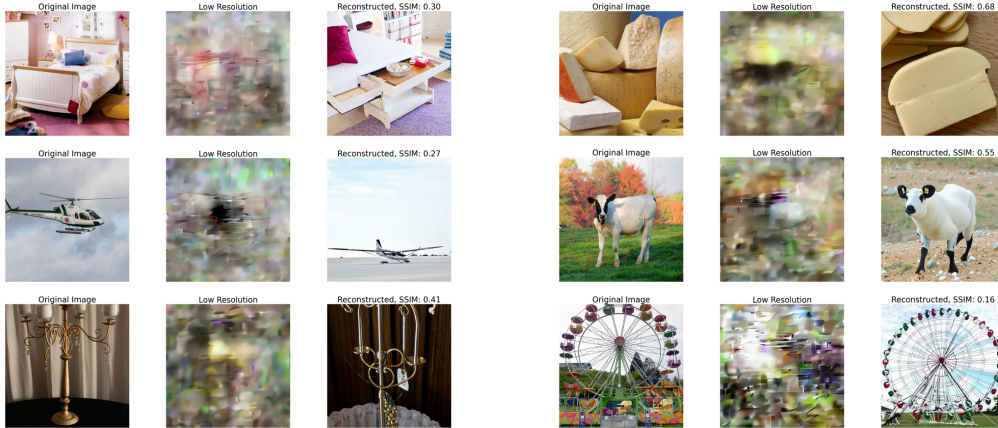 Original Image Low Resolution Reconstructed, SSIM: 0.30 Original Image Low Resolution Reconstructed, SSIM: 0.68
Original Image Low Resolution Reconstructed, SSIM: 0.27 Original Image Low Resolution Reconstructed, SSIM: 0.55
Original Image Low Resolution Reconstructed, SSIM: 0.41 Original Image Low Resolution Reconstructed, SSIM: 0.16